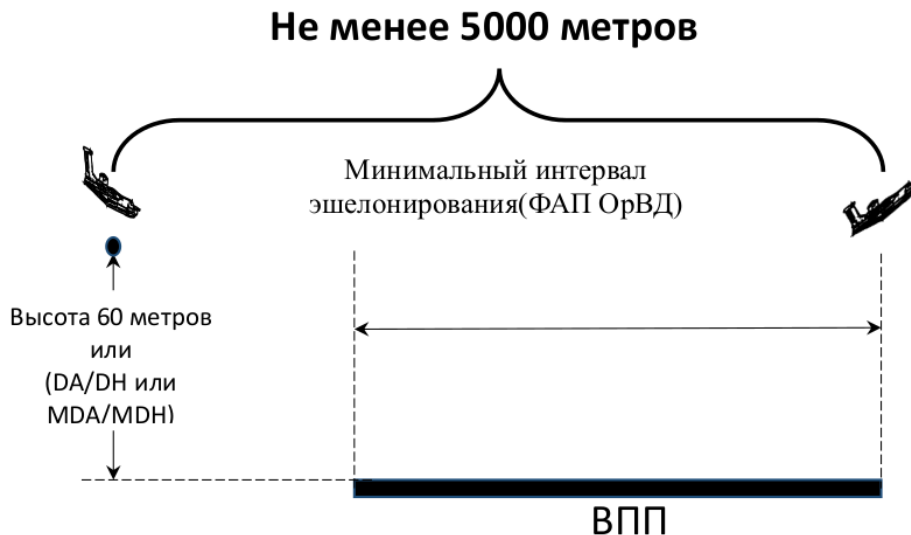 Не менее 5000 метров
Минимальный интервал
эшелонирования(ФАП ОрВД)
Высота 60 метров
или
(DA/DH или
MDA/MDH)
ВПП